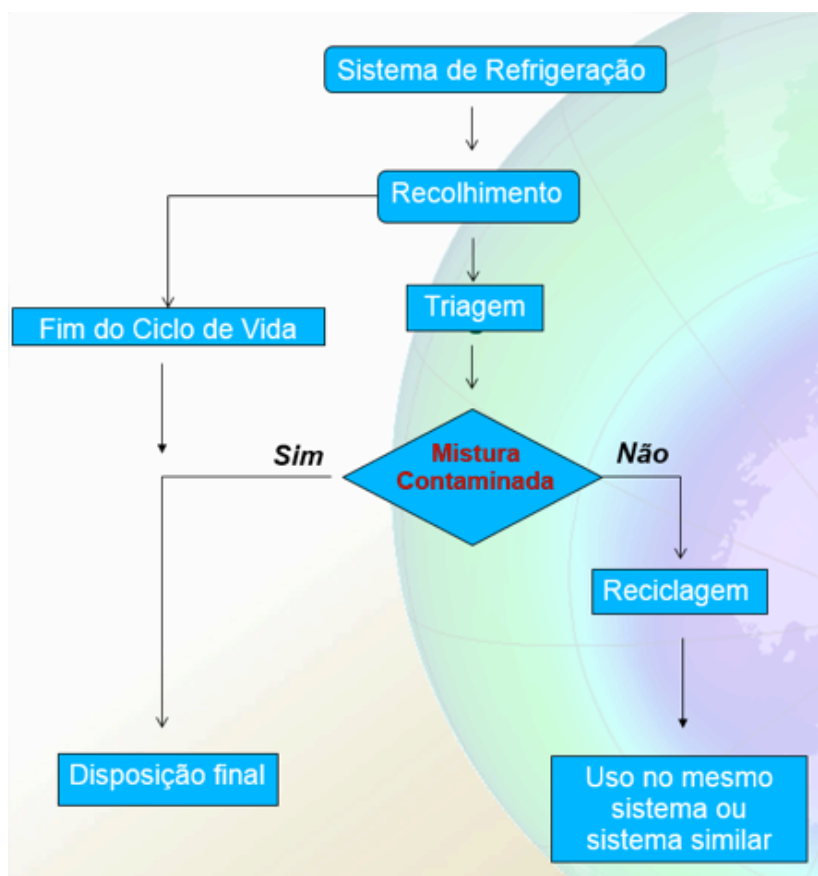 Sistema de Refrigeração
Recolhimento
Triagem
Fim do Ciclo de Vida
Sim
Mistura
Contaminada
Não
Reciclagem
Disposição final
Uso no mesmo
sistema ou
sistema similar